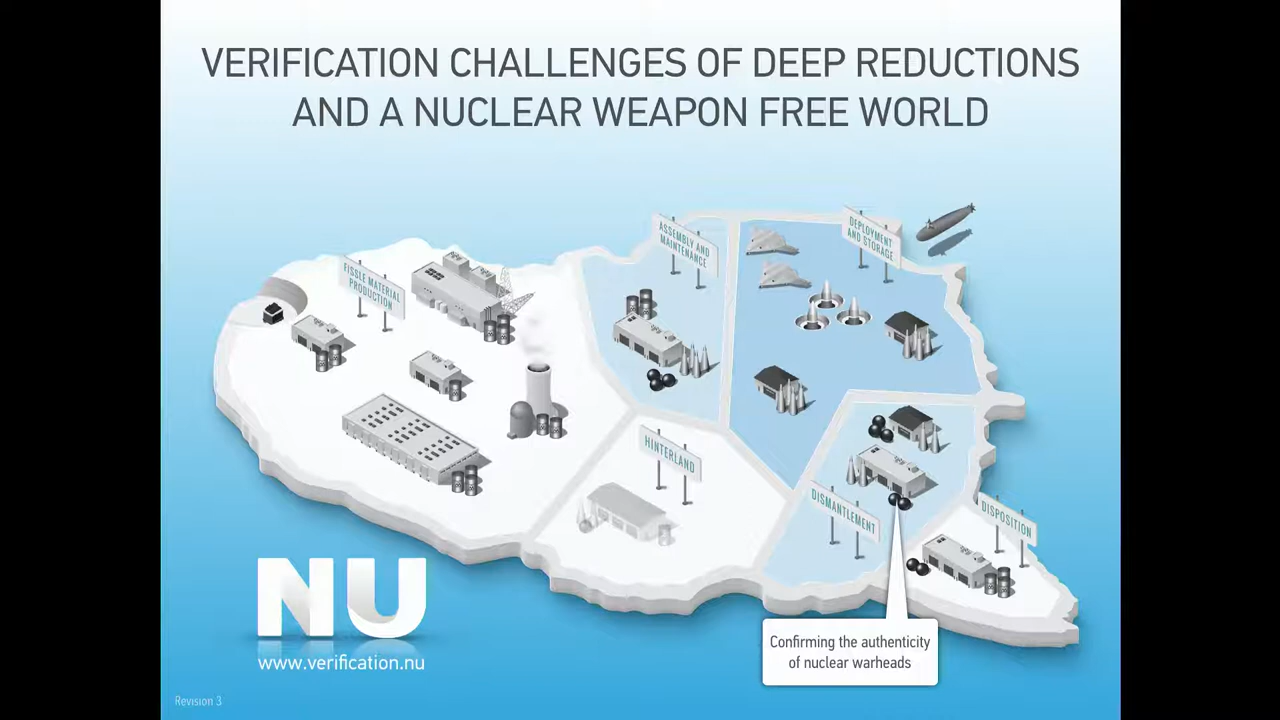 VERIFICATION CHALLENGES OF DEEP REDUCTIONS
AND A NUCLEAR WEAPON FREE WORLD
FISSLE MATERIAL
PRODUCTION
ASSEMBLY AND
MAINTENANCE
DEPLOYMENT
AND STORAGE
HINTERLAND
DISMANTLEMENT
DISPOSITION
Confirming the authenticity
of nuclear warheads
NU
www.verification.nu
Revision 3